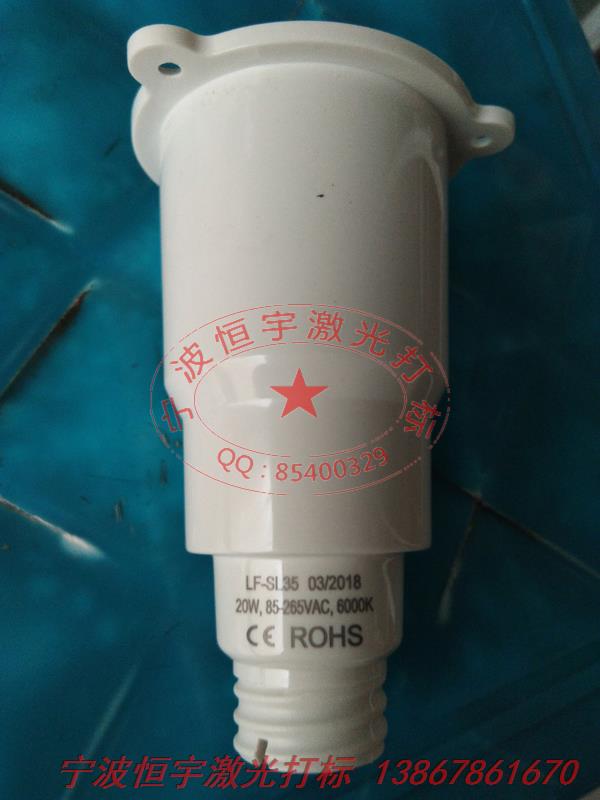 宁波恒宇激光打标
QQ:85400329
LF-SL35 03/2018
20W, 85-265VAC, 6000K
CE ROHS
宁波恒宇激光打标 13867861670